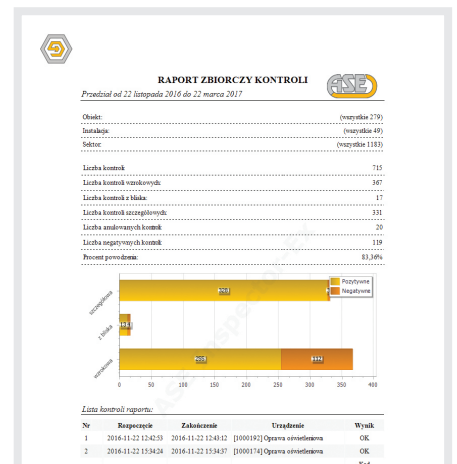 ASE
RAPORT ZBIORCZY KONTROLI
Przedział od 22 listopada 2016 do 22 marca 2017
Obiekt: (wszystkie 279)
Instalacja: (wszystkie 49)
Sektor: (wszystkie 1183)
Liczba kontroli: 715
Liczba kontroli wzrokowych: 367
Liczba kontroli z bliska: 17
Liczba kontroli szczegółowych: 331
Liczba anulowanych kontroli: 20
Liczba negatywnych kontroli: 119
Procent powodzenia: 83,36%
Pozytywne
Negatywne
szczegółowa
z bliska
wzrokowa
255 112
0 50 100 150 200 250 300 350 400
Lista kontroli raportu:
Nr Rozpoczęcie Zakończenie Urządzenie Wynik
1 2016-11-22 12:42:53 2016-11-22 12:43:12 [1000192] Oprawa oświetleniowa OK
2 2016-11-22 15:34:24 2016-11-22 15:34:37 [1000174] Oprawa oświetleniowa OK